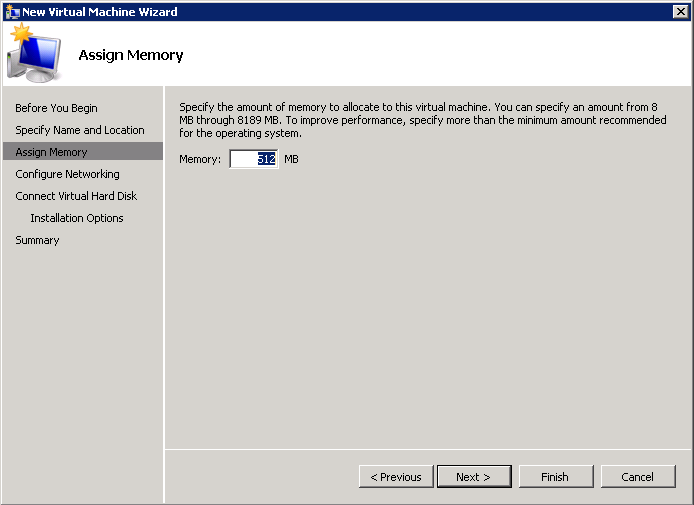 New Virtual Machine Wizard
Assign Memory
Before You Begin
Specify Name and Location
Assign Memory
Configure Networking
Connect Virtual Hard Disk
Installation Options
Summary
Specify the amount of memory to allocate to this virtual machine. You can specify an amount from 8
MB through 8189 MB. To improve performance, specify more than the minimum amount recommended
for the operating system.
Memory: 512 MB
< Previous Next > Finish Cancel